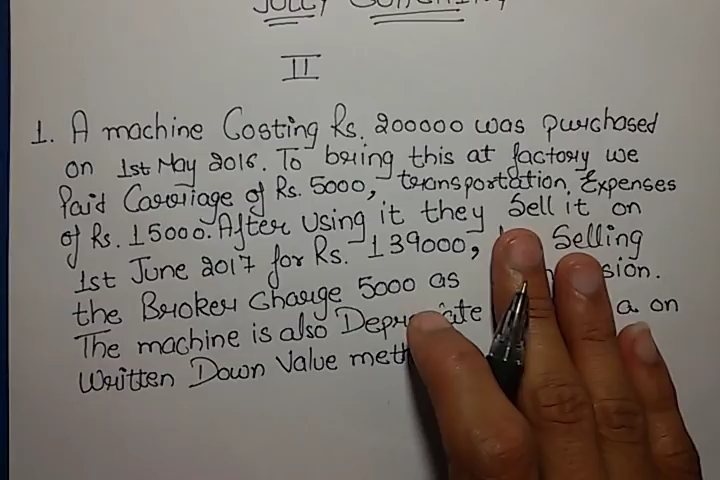 II
1. A machine Costing Rs. 200000 was purchased
on 1st May 2016. To bring this at factory we
Paid Carriage of Rs. 5000, transportation Expenses
of Rs. 15000. After using it they Sell it on
1st June 2017 for Rs. 139000, Selling
the Broker Charge 5000 as
The machine is also a on
Written Down Value